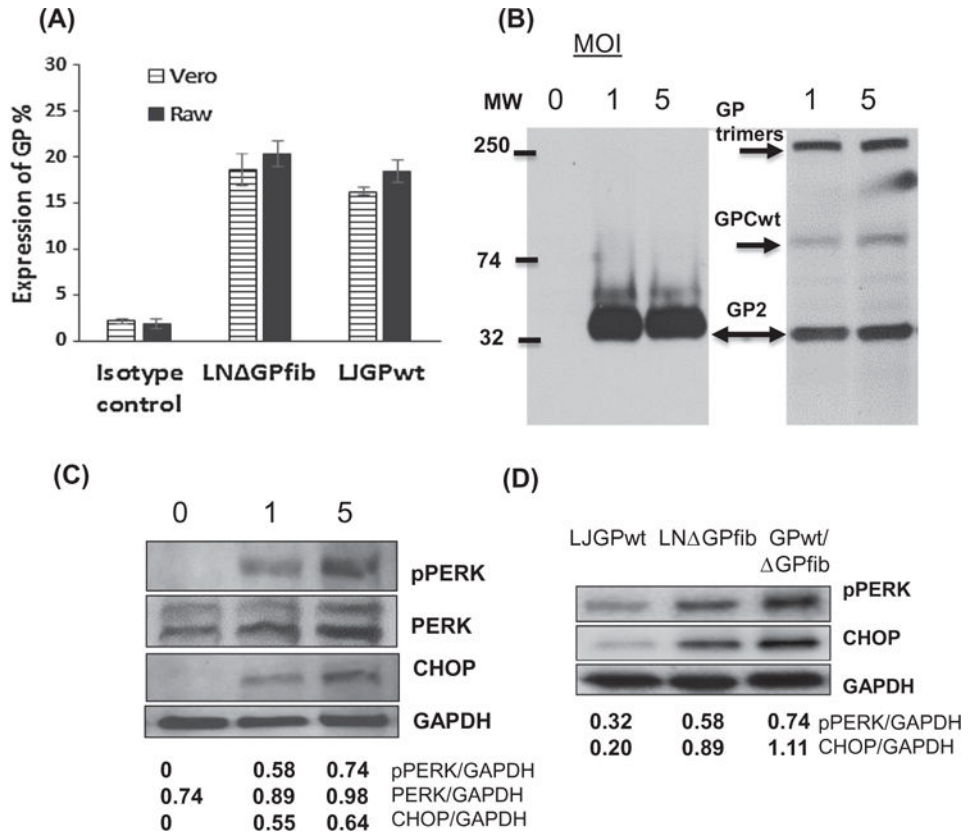 (A)
30
25
20
15
10
5
0
Expression of GP %
Vero
Raw
Isotype control
LNΔGPfib
LJGPwt
(B)
MOI
MW 0 1 5
250
74
32
GP trimers
GPCwt
GP2
1 5
(C)
0 1 5
pPERK
PERK
CHOP
GAPDH
0 0.58 0.74 pPERK/GAPDH
0.74 0.89 0.98 PERK/GAPDH
0 0.55 0.64 CHOP/GAPDH
(D)
LJGPwt LNΔGPfib GPwt/
ΔGPfib
pPERK
CHOP
GAPDH
0.32 0.58 0.74 pPERK/GAPDH
0.20 0.89 1.11 CHOP/GAPDH